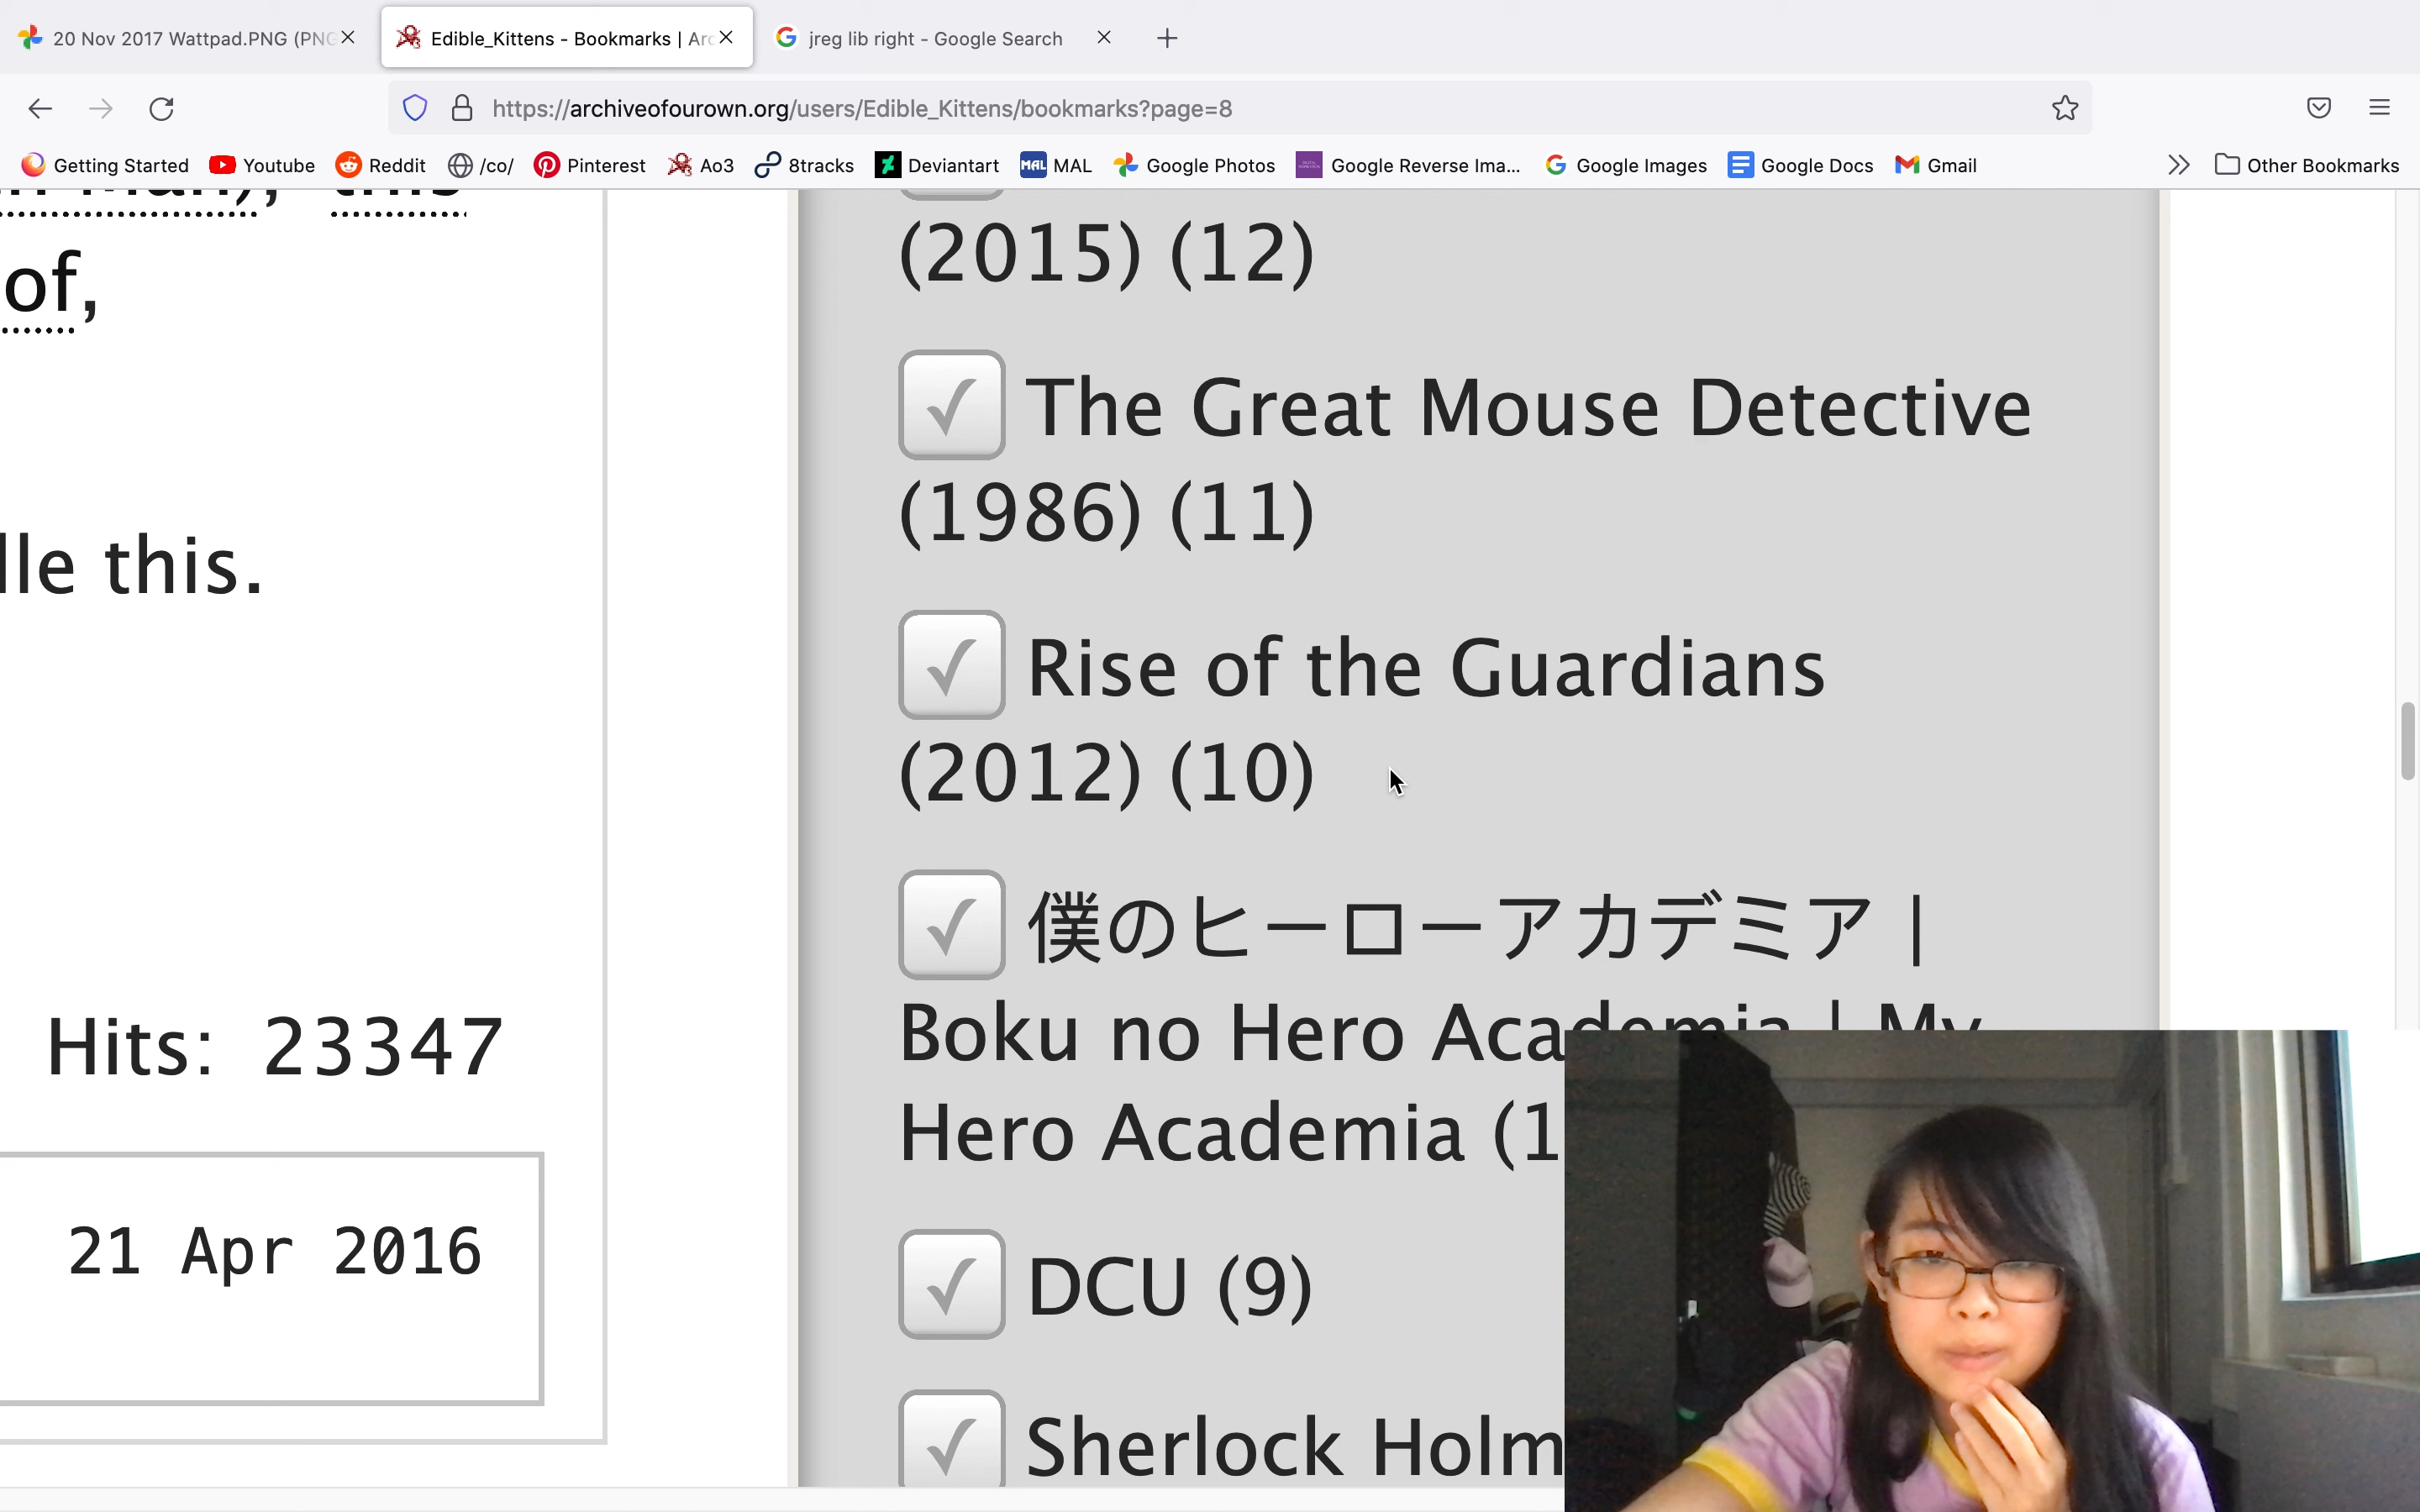 20 Nov 2017 Wattpad.PNG (PNG
Edible_Kittens - Bookmarks | Arc
jreg lib right - Google Search
https://archiveofourown.org/users/Edible_Kittens/bookmarks?page=8
Getting Started
Youtube
Reddit
/co/
Pinterest
Ao3
8tracks
Deviantart
MAL
MAL
Google Photos
Google Reverse Ima...
Google Images
Google Docs
Gmail
Other Bookmarks
this
of,
lle this.
Hits: 23347
21 Apr 2016
(2015) (12)
The Great Mouse Detective
(1986) (11)
Rise of the Guardians
(2012) (10)
僕のヒーローアカデミア |
Boku no Hero Academia | My
Hero Academia (1
DCU (9)
Sherlock Holm